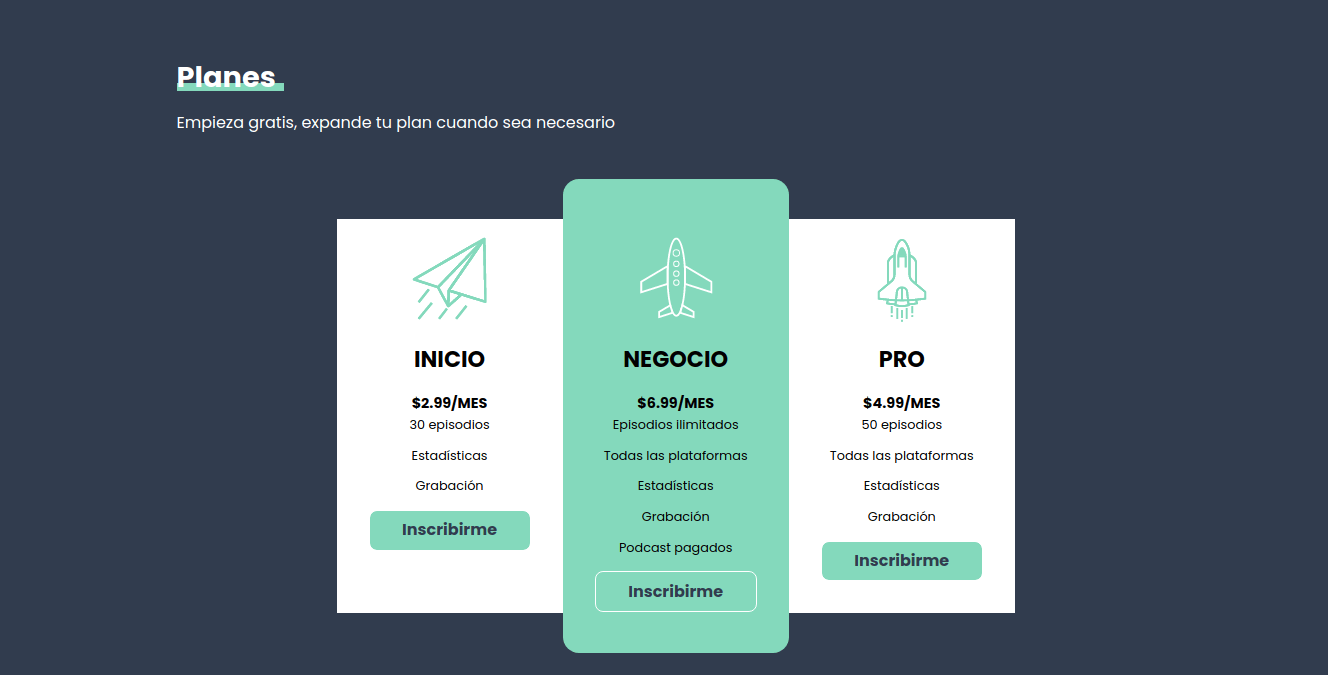 Planes
Empieza gratis, expande tu plan cuando sea necesario
INICIO
$2.99/MES
30 episodios
Estadísticas
Grabación
Inscribirme
NEGOCIO
$6.99/MES
Episodios ilimitados
Todas las plataformas
Estadísticas
Grabación
Podcast pagados
Inscribirme
PRO
$4.99/MES
50 episodios
Todas las plataformas
Estadísticas
Grabación
Inscribirme